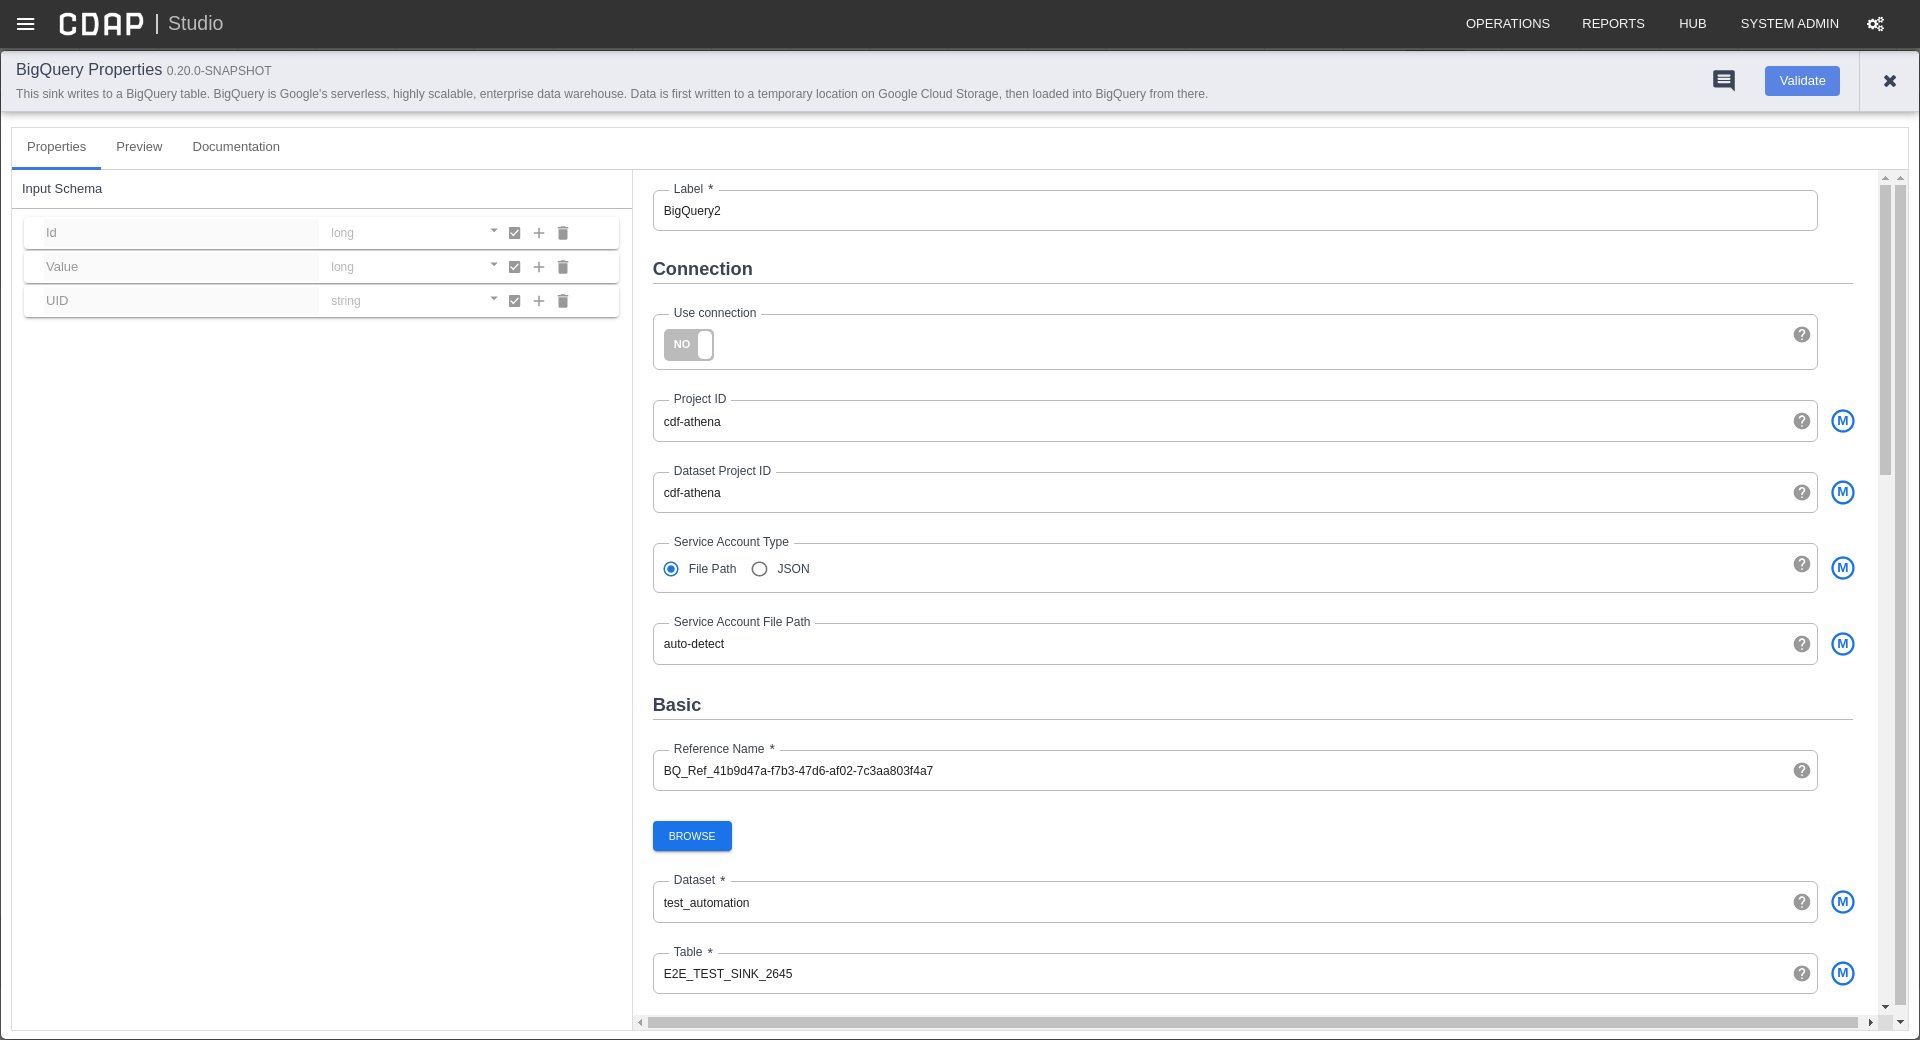 CDAP | Studio
OPERATIONS REPORTS HUB SYSTEM ADMIN
BigQuery Properties 0.20.0-SNAPSHOT
This sink writes to a BigQuery table. BigQuery is Google's serverless, highly scalable, enterprise data warehouse. Data is first written to a temporary location on Google Cloud Storage, then loaded into BigQuery from there.
Validate
Properties Preview Documentation
Input Schema
Id long
Value long
UID string
Label *
BigQuery2
Connection
Use connection
NO
Project ID
cdf-athena
M
Dataset Project ID
cdf-athena
M
Service Account Type
File Path JSON
M
Service Account File Path
auto-detect
M
Basic
Reference Name *
BQ_Ref_41b9d47a-f7b3-47d6-af02-7c3aa803f4a7
BROWSE
Dataset *
test_automation
M
Table *
E2E_TEST_SINK_2645
M